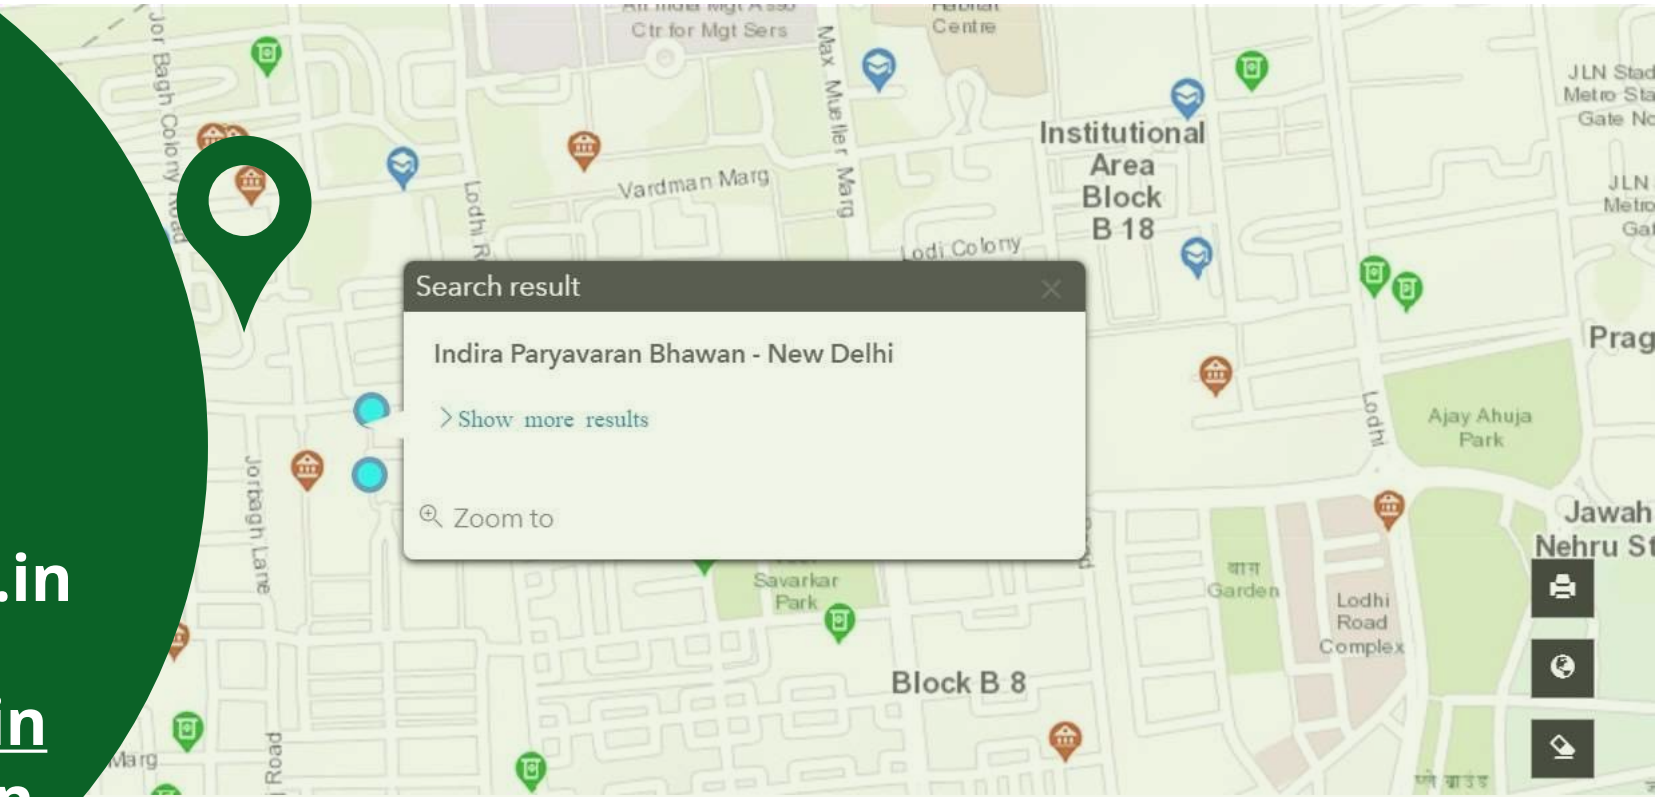 Ctr for Mgt Sers
Centre
Jor Bagh Colony Road
Max Mueller Marg
JLN Stad
Metro Sta
Gate No
Institutional
Area
Block
B 18
Vardman Marg
Lodhi R
JLN
Metro
Gat
Lodi Colony
Search result
Indira Paryavaran Bhawan - New Delhi
Show more results
Zoom to
Prag
Lodhi
Ajay Ahuja
Park
Jorbagh Lane
Jawah
Nehru St
.in
Savarkar
Park
बाग
Garden
Lodhi
Road
Complex
Block B 8
in
Marg
Road